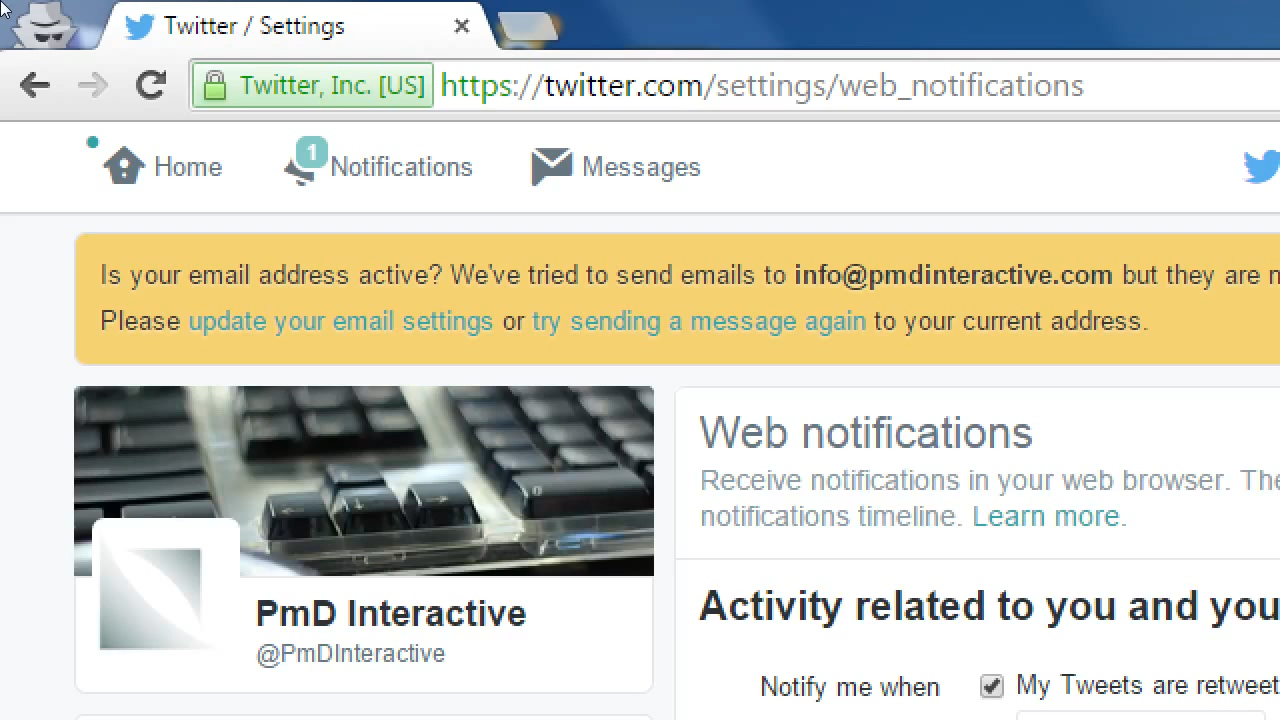 Twitter / Settings
Twitter, Inc. [US] https://twitter.com/settings/web_notifications
Home 1 Notifications Messages
Is your email address active? We've tried to send emails to info@pmdinteractive.com but they are
Please update your email settings or try sending a message again to your current address.
Web notifications
Receive notifications in your web browser.
notifications timeline. Learn more.
PmD Interactive
@PmDInteractive
Activity related to you and
Notify me when My Tweets are